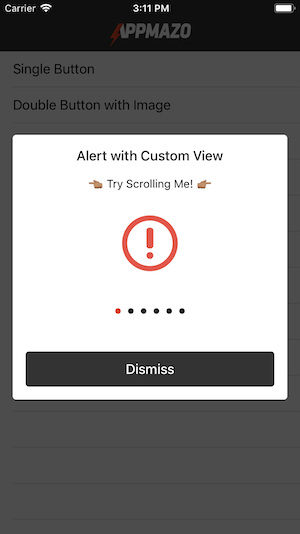 Carrier 3:11 PM
APPMAZO
Single Button
Double Button with Image
Alert with Custom View
👈🏽 Try Scrolling Me! 👉🏽
Dismiss